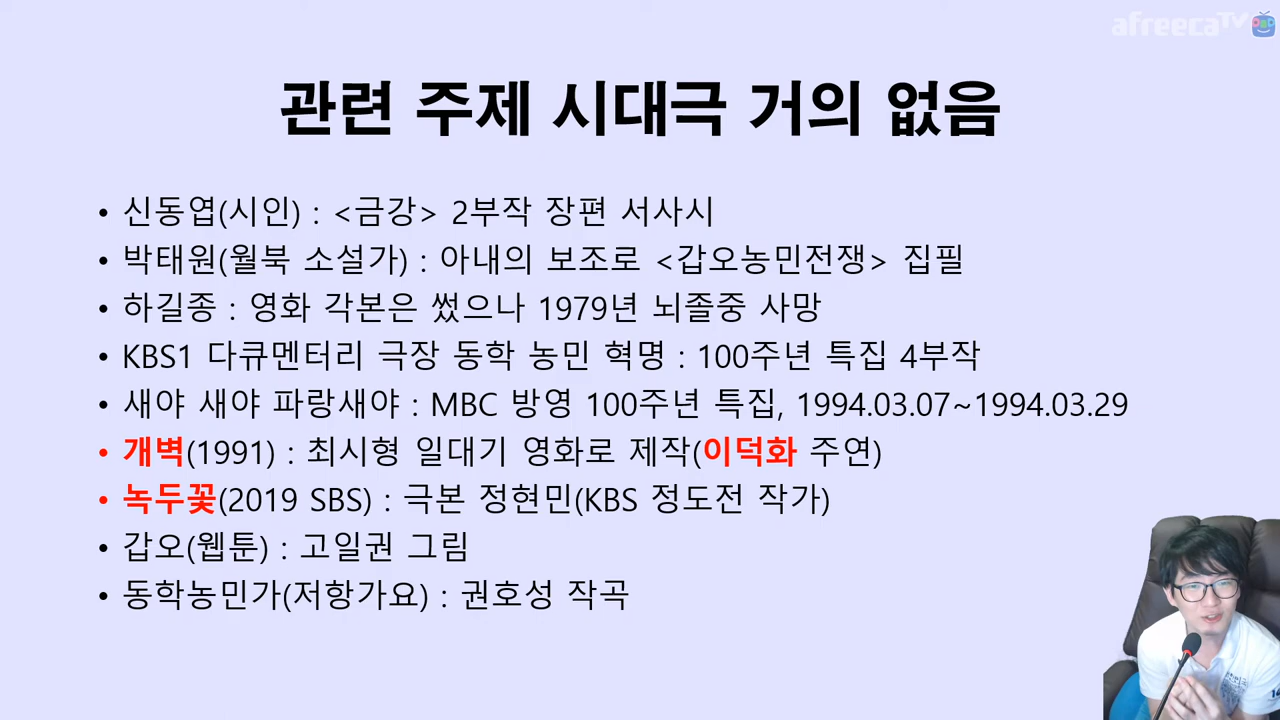 afreecaTV
관련 주제 시대극 거의 없음
• 신동엽(시인) : <금강> 2부작 장편 서사시
• 박태원(월북 소설가) : 아내의 보조로 <갑오농민전쟁> 집필
• 하길종 : 영화 각본은 썼으나 1979년 뇌졸중 사망
• KBS1 다큐멘터리 극장 동학 농민 혁명 : 100주년 특집 4부작
• 새야 새야 파랑새야 : MBC 방영 100주년 특집, 1994.03.07~1994.03.29
• 개벽(1991) : 최시형 일대기 영화로 제작(이덕화 주연)
• 녹두꽃(2019 SBS) : 극본 정현민(KBS 정도전 작가)
• 갑오(웹툰) : 고일권 그림
• 동학농민가(저항가요) : 권호성 작곡